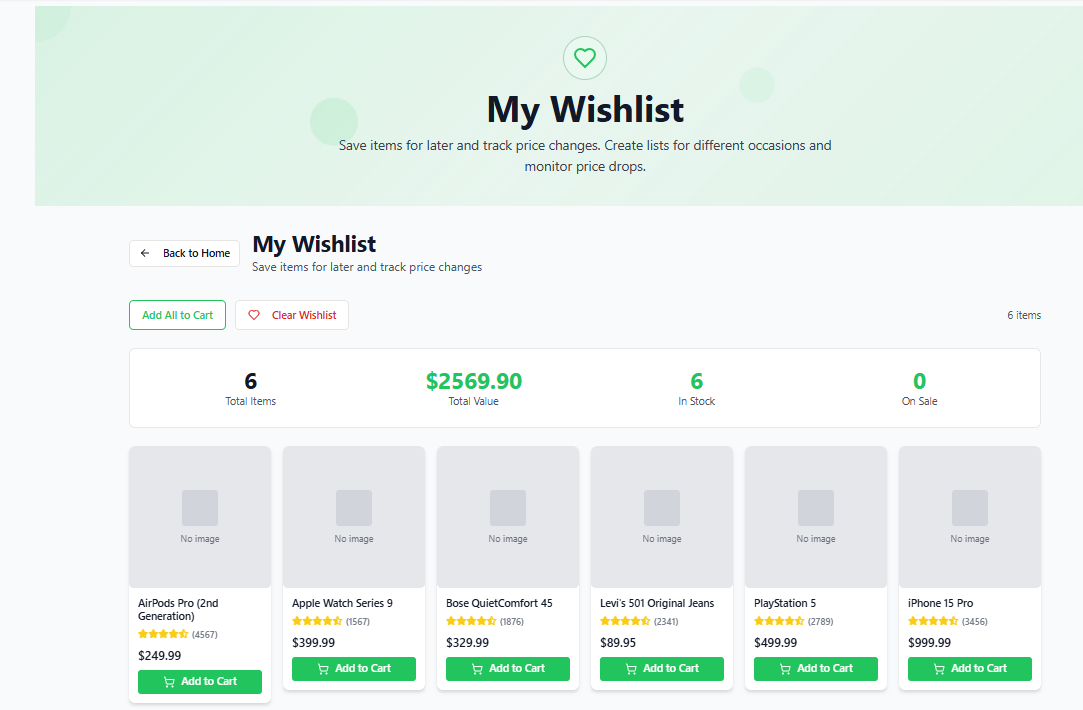 My Wishlist
Save items for later and track price changes. Create lists for different occasions and
monitor price drops.
Back to Home
My Wishlist
Save items for later and track price changes
Add All to Cart
Clear Wishlist
6 items
6
Total Items
$2569.90
Total Value
6
In Stock
0
On Sale
No image
AirPods Pro (2nd
Generation)
(4567)
$249.99
Add to Cart
No image
Apple Watch Series 9
(1567)
$399.99
Add to Cart
No image
Bose QuietComfort 45
(1876)
$329.99
Add to Cart
No image
Levi's 501 Original Jeans
(2341)
$89.95
Add to Cart
No image
PlayStation 5
(2789)
$499.99
Add to Cart
No image
iPhone 15 Pro
(3456)
$999.99
Add to Cart